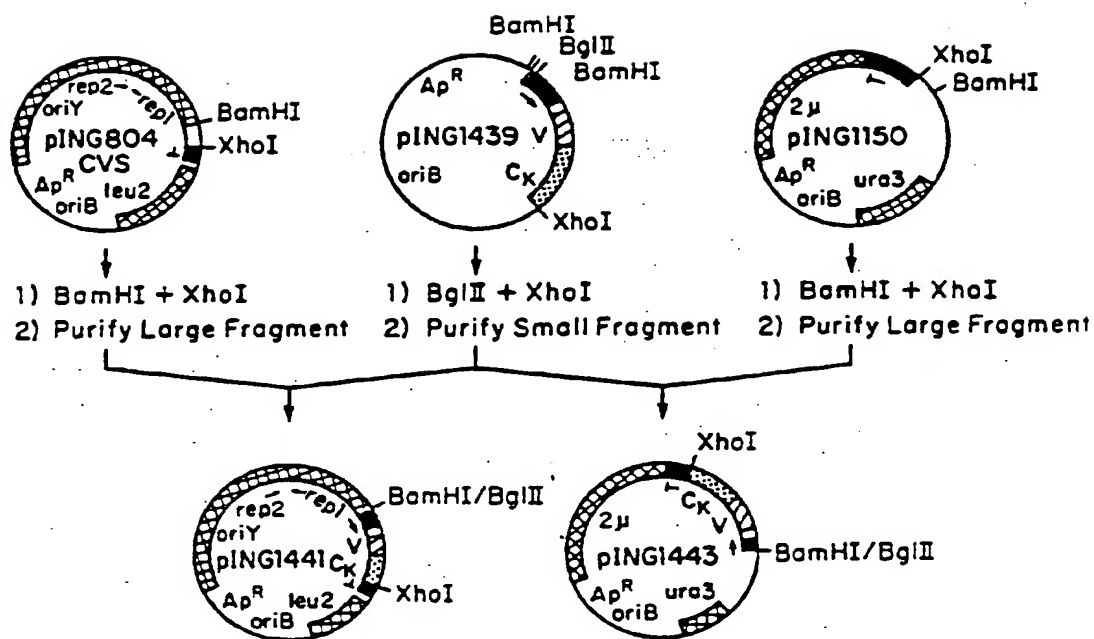 BamHI
BglII
BamHI
Ap^R
pING1439
V
oriB
C_K
XhoI
rep2
rep1
oriY
pING804
CVS
Ap^R
leu2
oriB
BamHI
XhoI
XhoI
BamHI
2μ
pING1150
Ap^R
ura3
oriB
1) BamHI + XhoI
2) Purify Large Fragment
1) BglII + XhoI
2) Purify Small Fragment
1) BamHI + XhoI
2) Purify Large Fragment
rep2
rep1
oriY
V
pING1441
C_K
Ap^R
leu2
oriB
BamHI/BglII
XhoI
XhoI
C_K
2μ
V
pING1443
Ap^R
ura3
oriB
BamHI/BglII